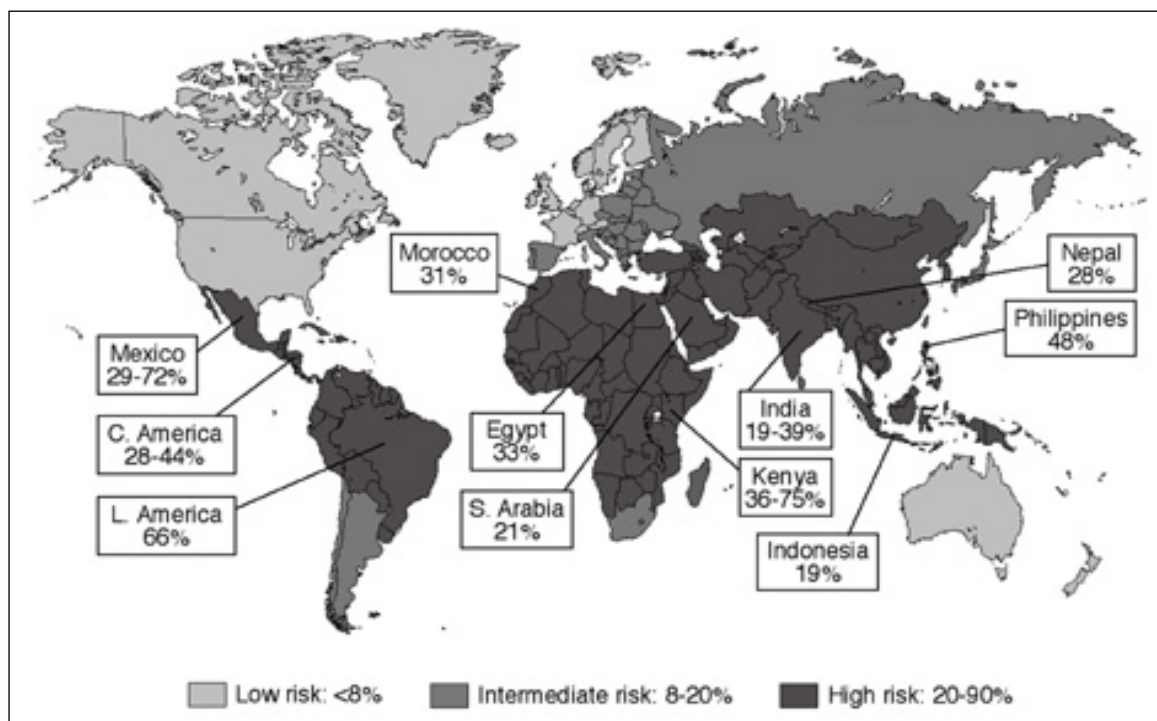 Morocco
31%
Nepal
28%
Philippines
48%
Mexico
29-72%
C. America
28-44%
L. America
66%
Egypt
33%
S. Arabia
21%
India
19-39%
Kenya
36-75%
Indonesia
19%
Low risk: <8%
Intermediate risk: 8-20%
High risk: 20-90%